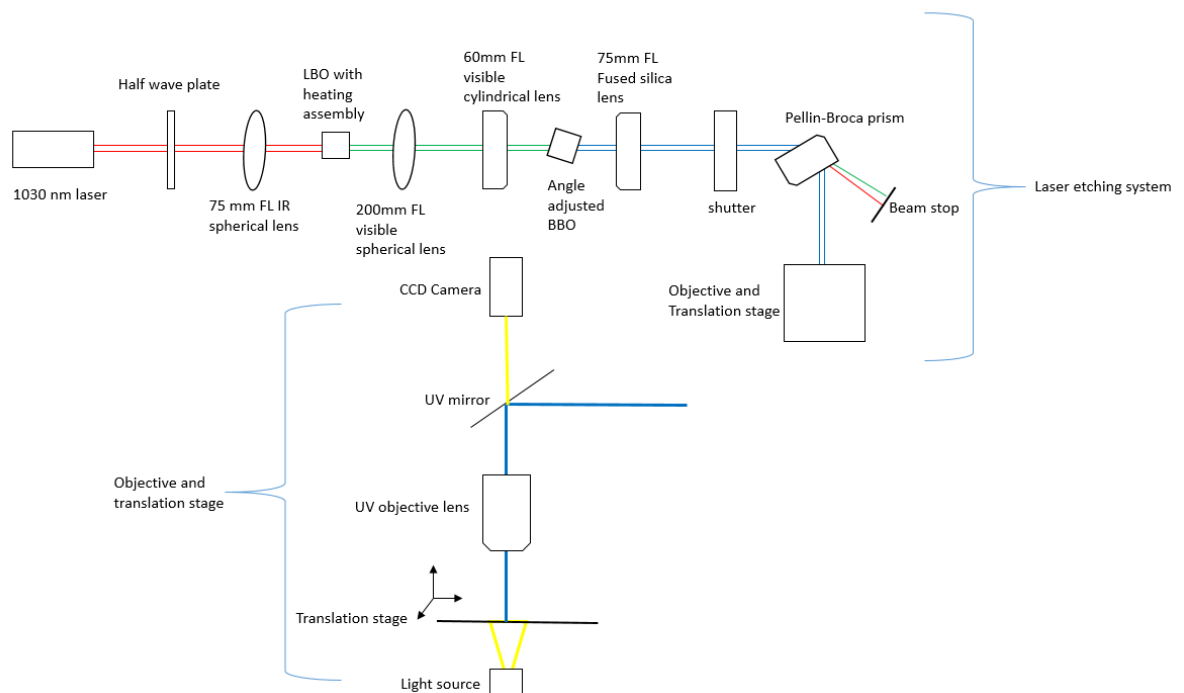 Half wave plate
LBO with
heating
assembly
60mm FL
visible
cylindrical lens
75mm FL
Fused silica
lens
Pellin-Broca prism
1030 nm laser
75 mm FL IR
spherical lens
200mm FL
visible
spherical lens
Angle
adjusted
BBO
shutter
Beam stop
Laser etching system
CCD Camera
Objective and
Translation stage
UV mirror
Objective and
translation stage
UV objective lens
Translation stage
Light source